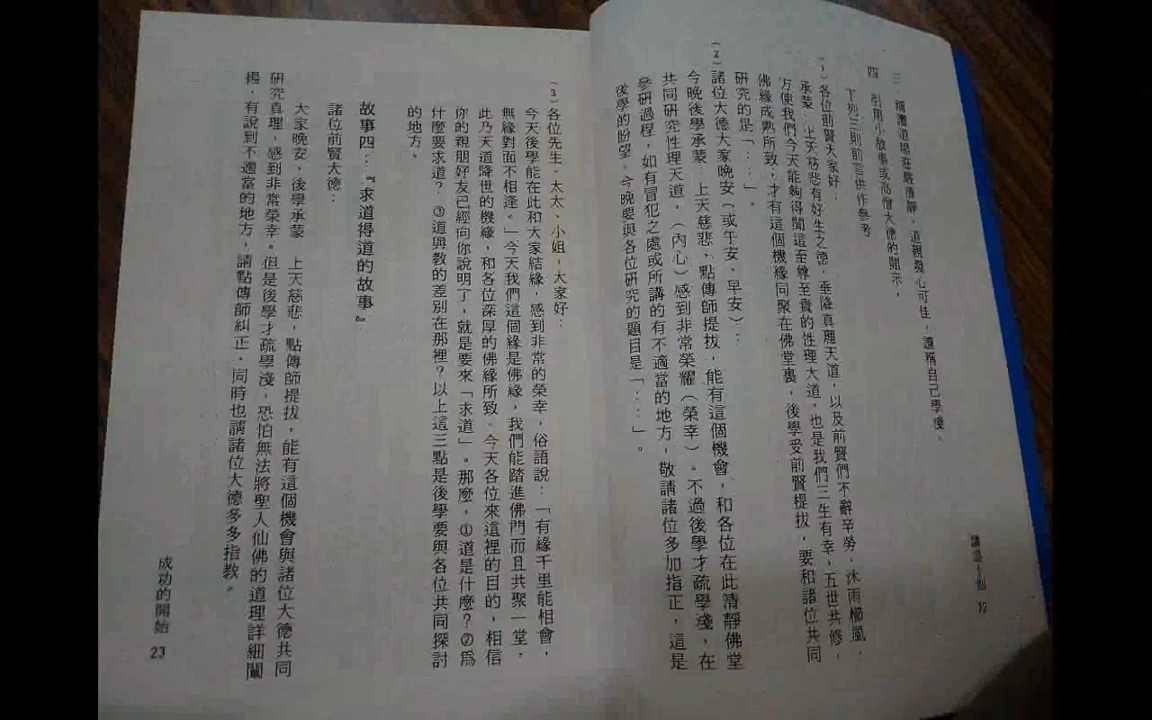 三、稱讚道場莊嚴清靜，道親發心可佳，謙稱自己學淺、
四、引用小故事或高僧大德的開示，
下列三則前言供作參考
(1)各位前賢大家好：
承蒙 上天慈悲有好生之德，垂降真理天道，以及前賢們不辭辛勞，沐雨櫛風，
方使我們今天能夠得聞這至尊至貴的性理大道，也是我們三生有幸，五世共修，
佛緣成熟所致，才有這個機緣同聚在佛堂裏，後學受前賢提拔，要和諸位共同
研究的是「…」。
(2)諸位大德大家晚安（或午安、早安）：
今晚後學承蒙 上天慈悲、點傳師提拔，能有這個機會，和各位在此清靜佛堂
共同研究性理天道，（內心）感到非常榮耀（榮幸）。不過後學才疏學淺，在
參研過程，如有冒犯之處或所講的有不適當的地方，敬請諸位多加指正，這是
後學的盼望。今晚要與各位研究的題目是「…」。
講道十則 22
(3)各位先生、太太、小姐，大家好：
今天後學能在此和大家結緣，感到非常的榮幸，俗語說：「有緣千里能相會，
無緣對面不相逢。」今天我們這個緣是佛緣，我們能踏進佛門而且共聚一堂，
此乃天道降世的機緣，和各位深厚的佛緣所致。今天各位來這裡的目的，相信
你的親朋好友已經向你說明了，就是要來「求道」。那麼，①道是什麼？②為
什麼要求道？③道與教的差別在那裡？以上這三點是後學要與各位共同探討
的地方。
故事四：『求道得道的故事』
諸位前賢大德：
大家晚安，後學承蒙 上天慈悲，點傳師提拔，能有這個機會與諸位大德共同
研究真理，感到非常榮幸。但是後學才疏學淺，恐怕無法將聖人仙佛的道理詳細闡
揚，有說到不適當的地方，請點傳師糾正，同時也請諸位大德多多指教。
成功的開始 23